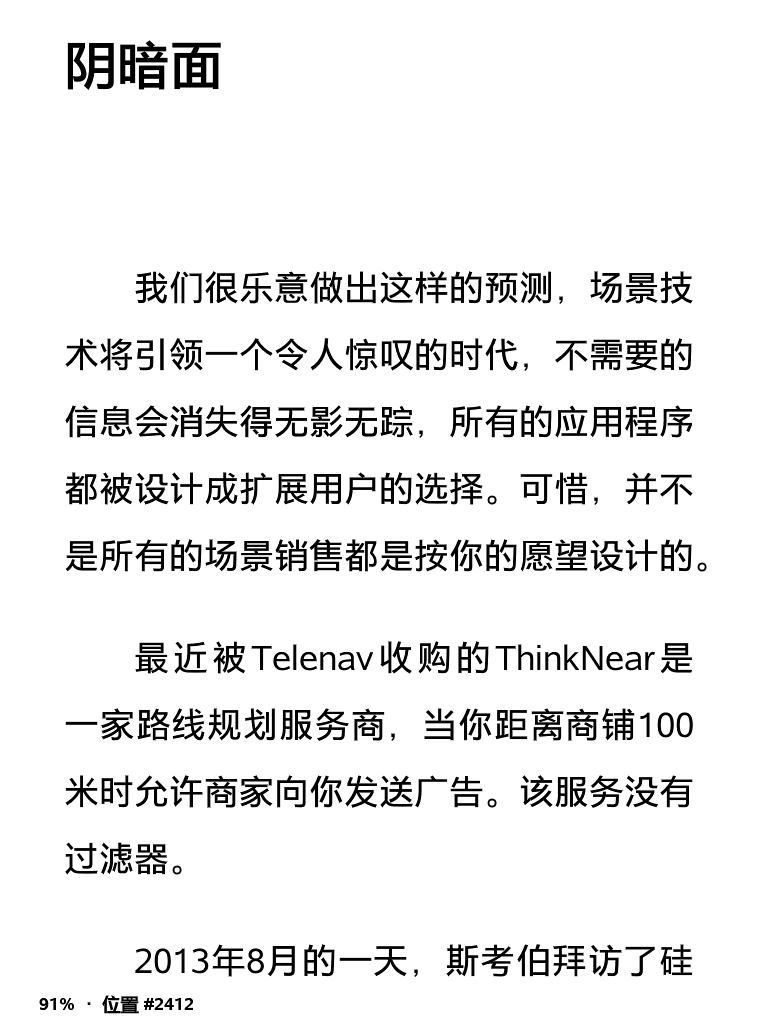 阴暗面
我们很乐意做出这样的预测，场景技
术将引领一个令人惊叹的时代，不需要的
信息会消失得无影无踪，所有的应用程序
都被设计成扩展用户的选择。可惜，并不
是所有的场景销售都是按你的愿望设计的。
最近被Telenav收购的ThinkNear是
一家路线规划服务商，当你距离商铺100
米时允许商家向你发送广告。该服务没有
过滤器。
2013年8月的一天，斯考伯拜访了硅
91% · 位置 #2412